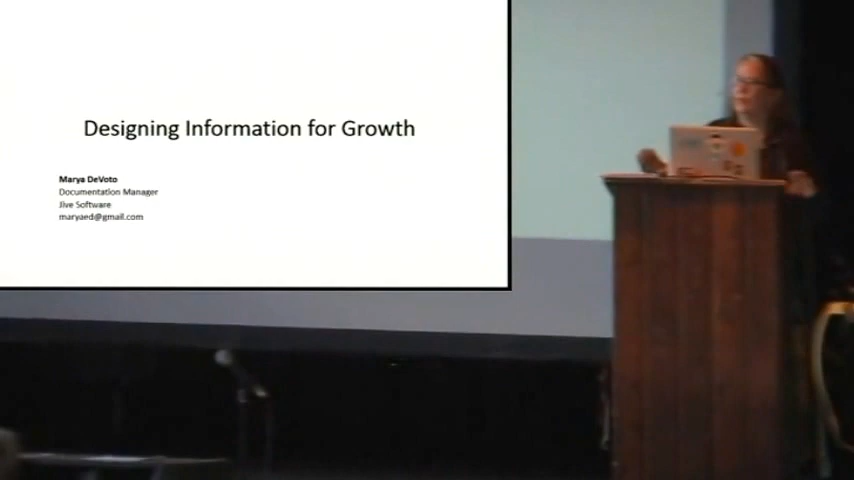 Designing Information for Growth
Marya DeVoto
Documentation Manager
Jive Software
maryaed@gmail.com